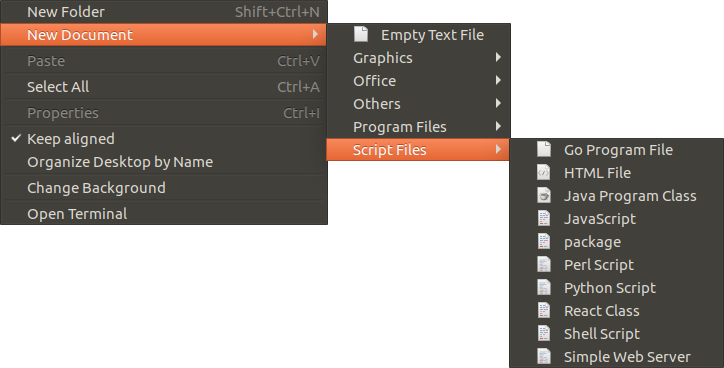 New Folder Shift+Ctrl+N
New Document
Paste Ctrl+V
Select All Ctrl+A
Properties Ctrl+I
Keep aligned
Organize Desktop by Name
Change Background
Open Terminal
Empty Text File
Graphics
Office
Others
Program Files
Script Files
Go Program File
HTML File
Java Program Class
JavaScript
package
Perl Script
Python Script
React Class
Shell Script
Simple Web Server